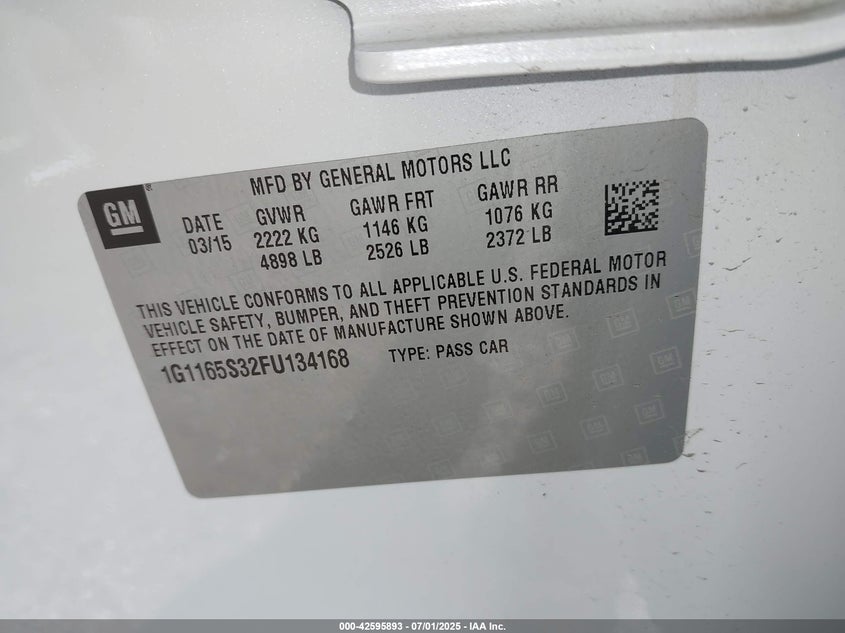 GM
MFD BY GENERAL MOTORS LLC
DATE GVWR GAWR FRT GAWR RR
03/15 2222 KG 1146 KG 1076 KG
4898 LB 2526 LB 2372 LB
THIS VEHICLE CONFORMS TO ALL APPLICABLE U.S. FEDERAL MOTOR
VEHICLE SAFETY, BUMPER, AND THEFT PREVENTION STANDARDS IN
EFFECT ON THE DATE OF MANUFACTURE SHOWN ABOVE.
1G1165S32FU134168 TYPE: PASS CAR
000-42595893 - 07/01/2025 - IAA Inc.